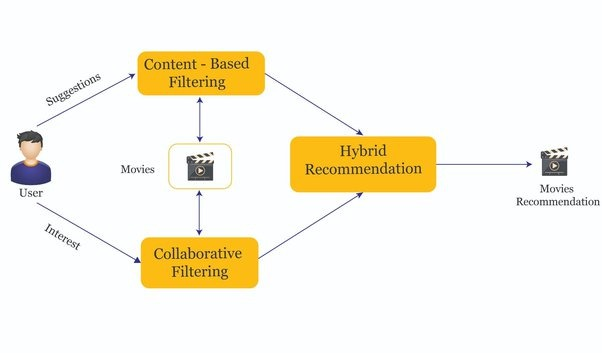 Content - Based
Filtering
Suggestions
Movies
User
Hybrid
Recommendation
Movies
Recommendation
Interest
Collaborative
Filtering